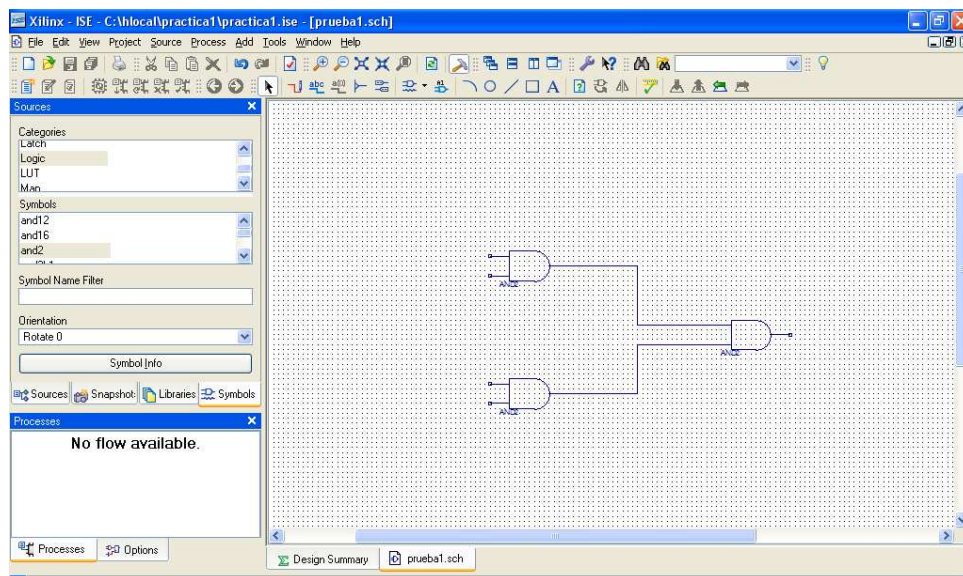 Xilinx - ISE - C:\hlocal\practica1\practica1.ise - [prueba1.sch]
File Edit View Project Source Process Add Tools Window Help
Sources
Categories
Latch
Logic
LUT
Map
Symbols
and12
and16
and2
Symbol Name Filter
Orientation
Rotate 0
Symbol Info
Sources Snapshot Libraries Symbols
Processes
No flow available.
Processes Options
AND2
AND2
AND2
Design Summary prueba1.sch